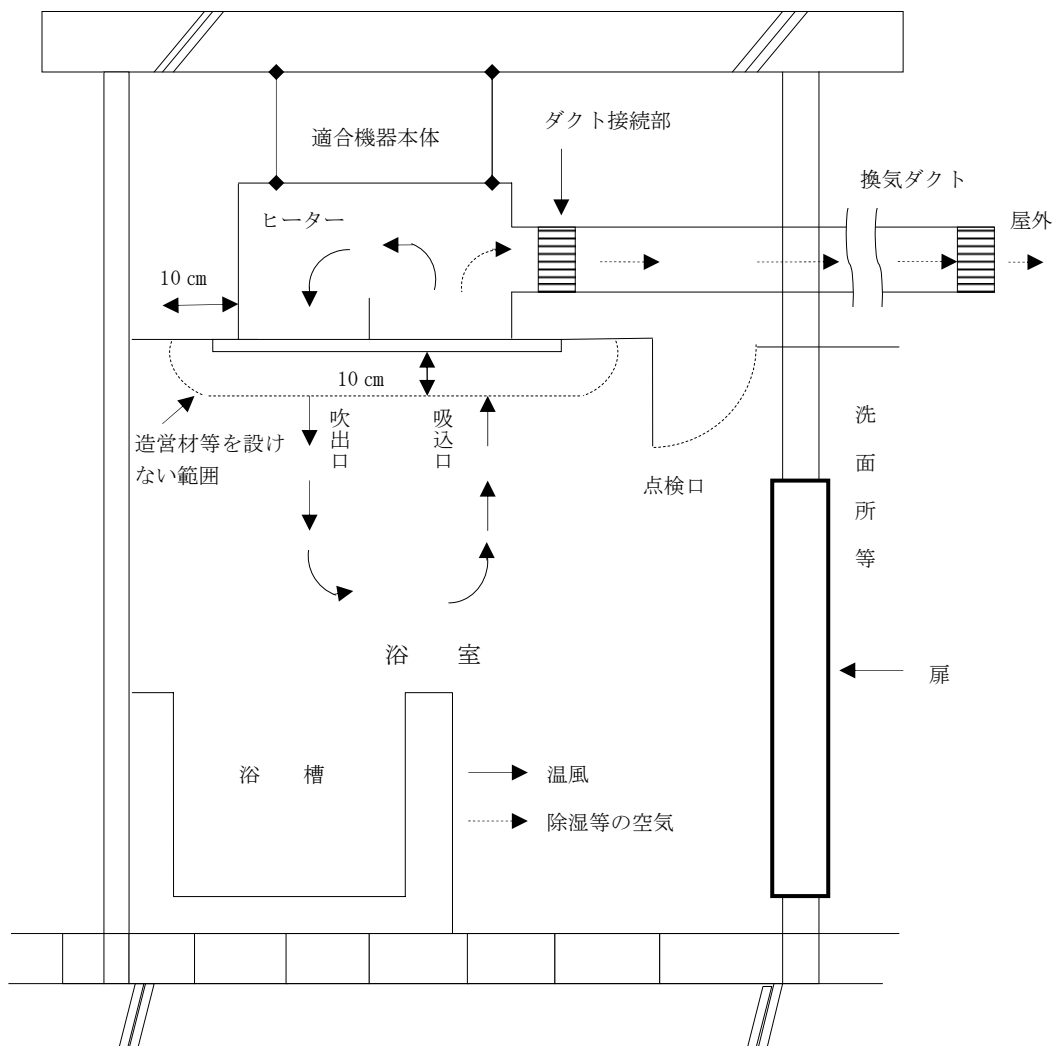 適合機器本体
ダクト接続部
換気ダクト
屋外
ヒーター
10 ㎝
10 ㎝
造営材等を設け
ない範囲
吹出口
吸込口
点検口
洗面所等
浴 室
扉
浴 槽
温風
除湿等の空気